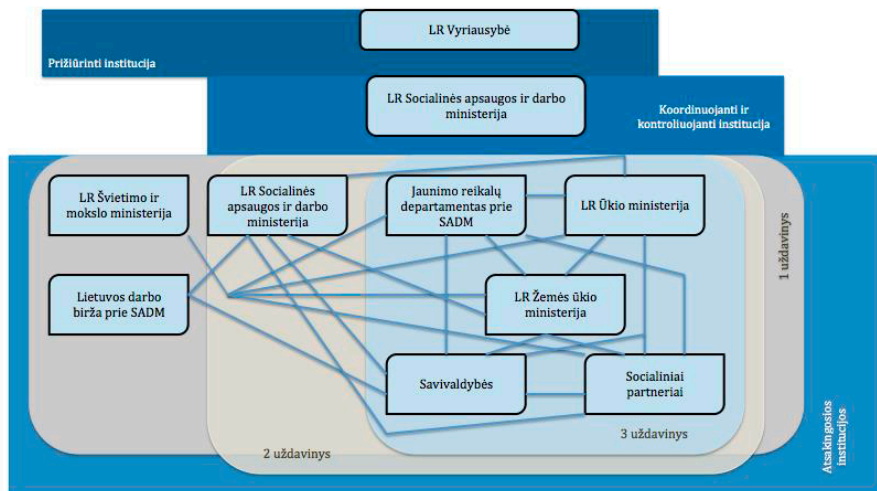 LR Vyriausybė
Prižiūrinti institucija
LR Socialinės apsaugos ir darbo
ministerija
Koordinuojanti ir
kontroliuojanti institucija
LR Švietimo ir
mokslo ministerija
LR Socialinės
apsaugos ir darbo
ministerija
Jaunimo reikalų
departamentas prie
SADM
LR Ūkio ministerija
1 uždavinys
Lietuvos darbo
birža prie SADM
LR Žemės ūkio
ministerija
Savivaldybės
Socialiniai
partneriai
3 uždavinys
2 uždavinys
Atsakingosios
institucijos